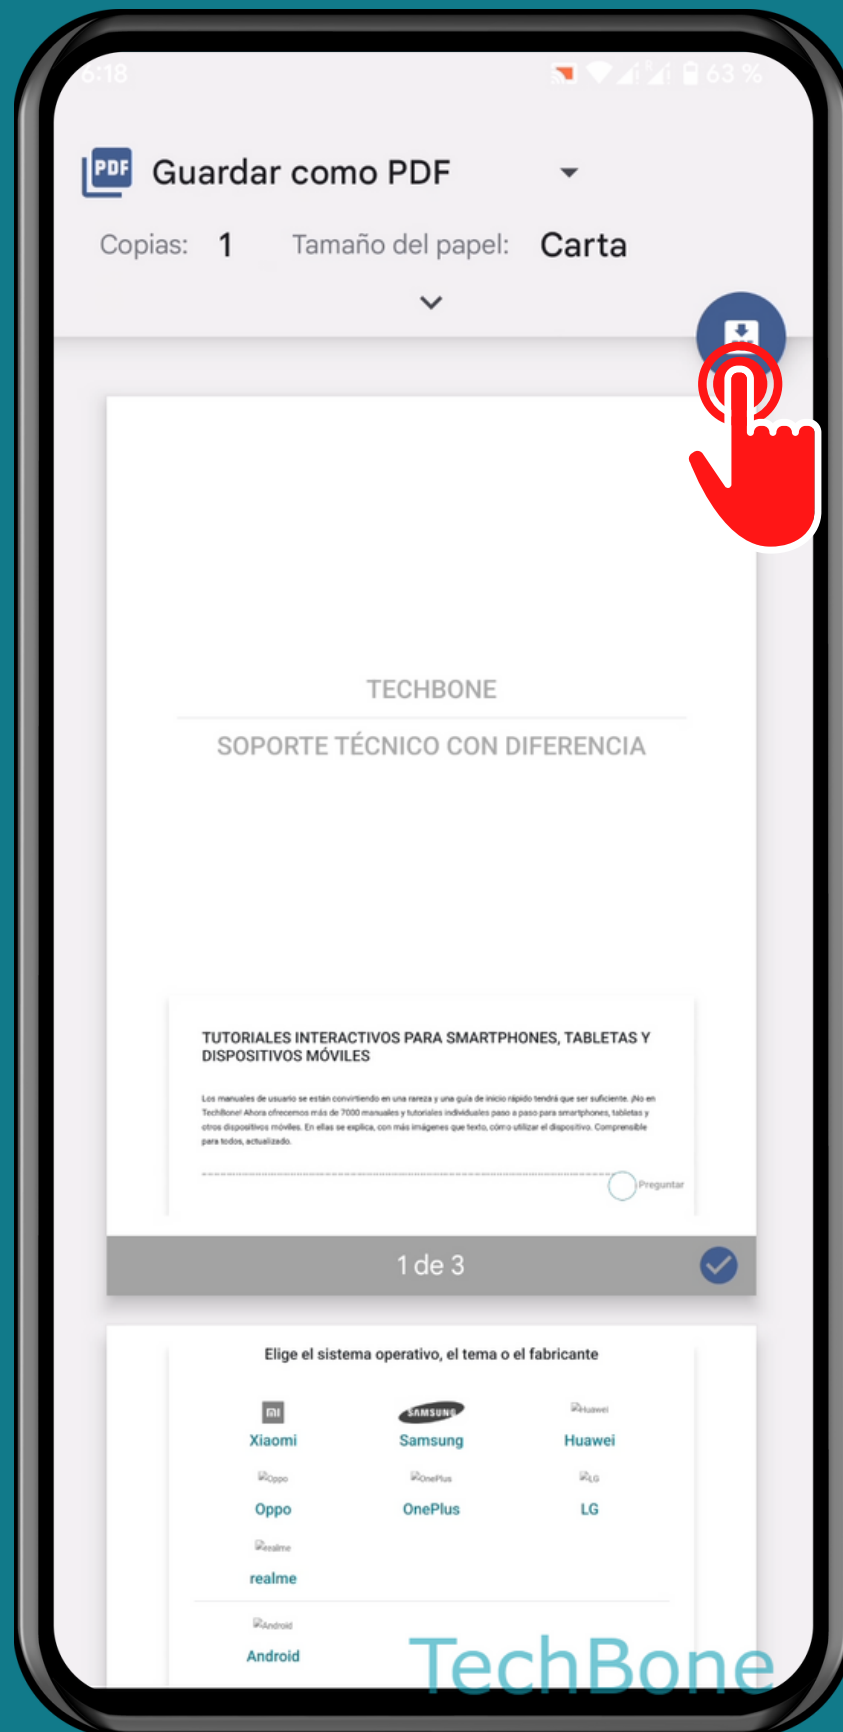 6:18
63 %
PDF Guardar como PDF
Copias: 1 Tamaño del papel: Carta
TECHBONE
SOPORTE TÉCNICO CON DIFERENCIA
TUTORIALES INTERACTIVOS PARA SMARTPHONES, TABLETAS Y
DISPOSITIVOS MÓVILES
Los manuales de usuario se están convirtiendo en una rareza y una guía de inicio rápido tendrá que ser suficiente. ¡No en
TechBone! Ahora ofrecemos más de 7000 manuales y tutoriales individuales paso a paso para smartphones, tabletas y
otros dispositivos móviles. En ellas se explica, con más imágenes que texto, cómo utilizar el dispositivo. Comprensible
para todos, actualizado.
Preguntar
1 de 3
Elige el sistema operativo, el tema o el fabricante
mi SAMSUNG Huawei
Xiaomi Samsung Huawei
Oppo OnePlus LG
Oppo OnePlus LG
realme
realme
Android
Android
TechBone